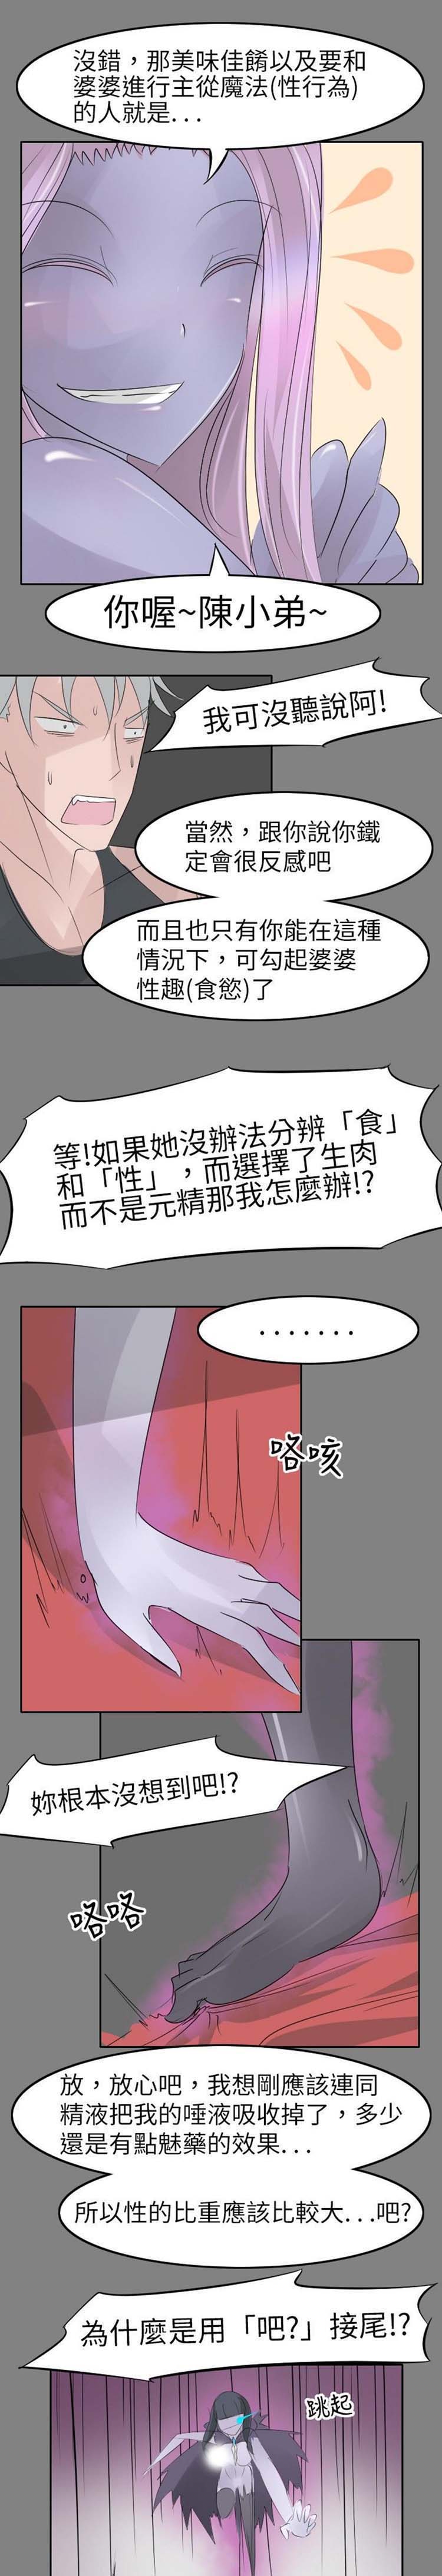 沒錯，那美味佳餚以及要和
婆婆進行主從魔法(性行為)
的人就是...
你喔~陳小弟~
我可沒聽說阿!
當然，跟你說你鐵
定會很反感吧
而且也只有你能在這種
情況下，可勾起婆婆
性趣(食慾)了
等!如果她沒辦法分辨「食」
和「性」，而選擇了生肉
而不是元精那我怎麼辦!?
.......
咯咳
妳根本沒想到吧!?
咯咯
放，放心吧，我想剛應該連同
精液把我的唾液吸收掉了，多少
還是有點魅藥的效果...
所以性的比重應該比較大...吧?
為什麼是用「吧?」接尾!?
跳起